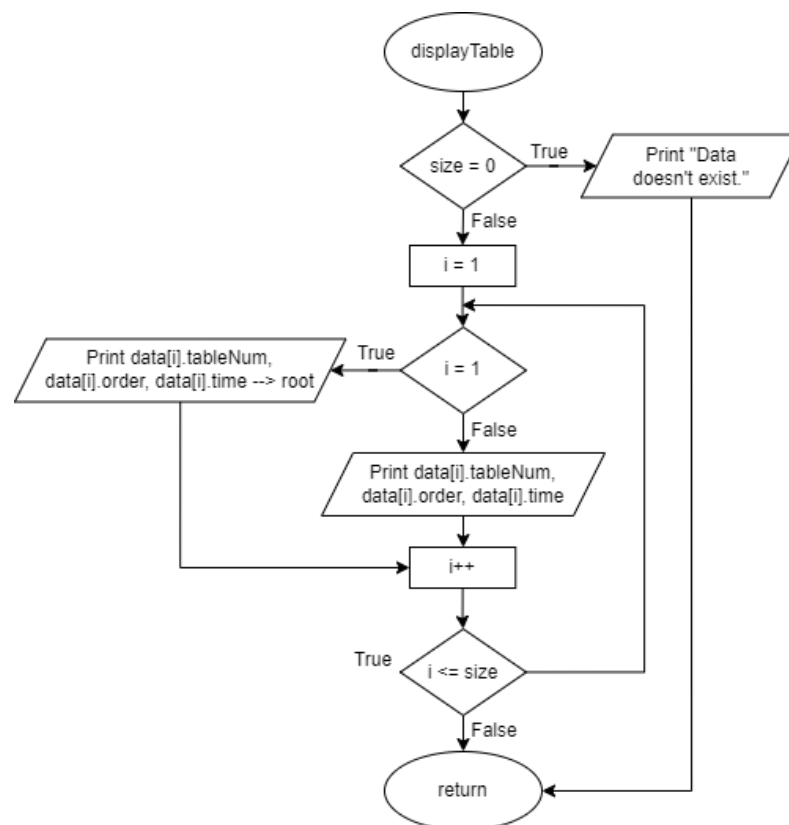 displayTable
size = 0
True
Print "Data
doesn't exist."
False
i = 1
Print data[i].tableNum,
data[i].order, data[i].time --> root
True
i = 1
False
Print data[i].tableNum,
data[i].order, data[i].time
i++
True
i <= size
False
return